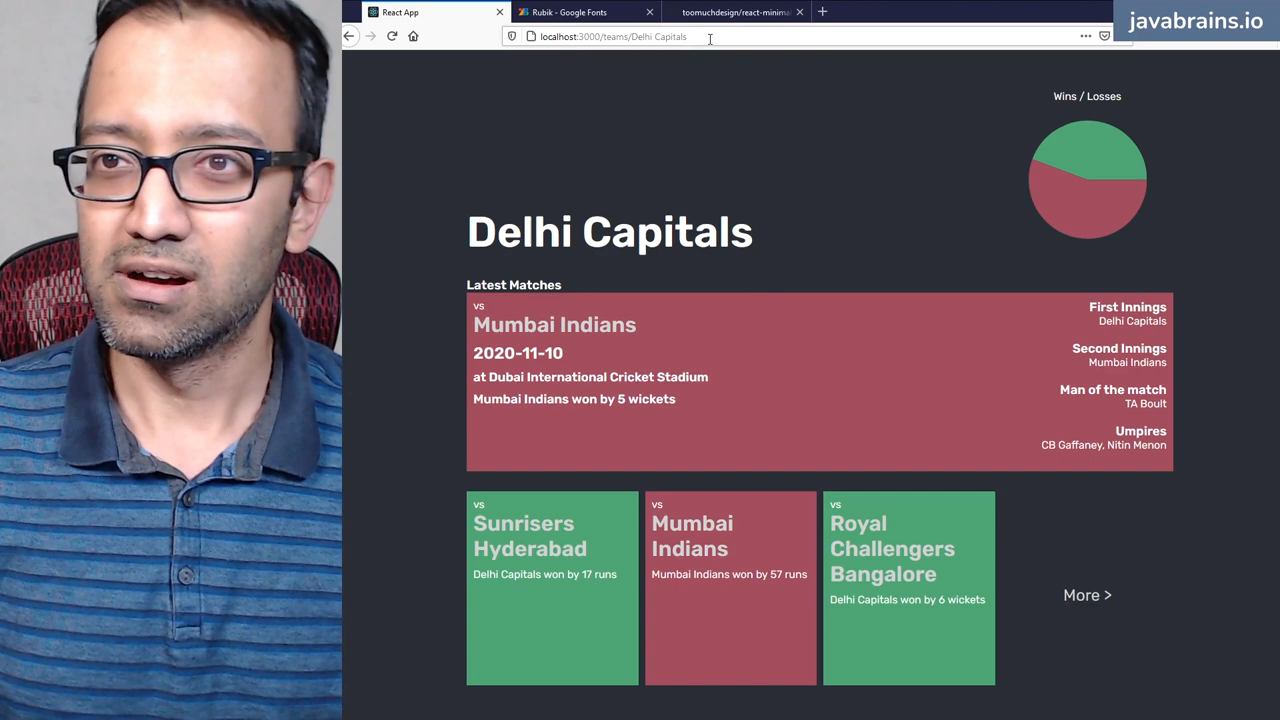 React App
Rubik - Google Fonts
toomuchdesign/react-minima
javabrains.io
localhost:3000/teams/Delhi Capitals
Wins / Losses
Delhi Capitals
Latest Matches
vs
Mumbai Indians
2020-11-10
at Dubai International Cricket Stadium
Mumbai Indians won by 5 wickets
First Innings
Delhi Capitals
Second Innings
Mumbai Indians
Man of the match
TA Boult
Umpires
CB Gaffaney, Nitin Menon
vs
Sunrisers
Hyderabad
Delhi Capitals won by 17 runs
vs
Mumbai
Indians
Mumbai Indians won by 57 runs
vs
Royal
Challengers
Bangalore
Delhi Capitals won by 6 wickets
More >